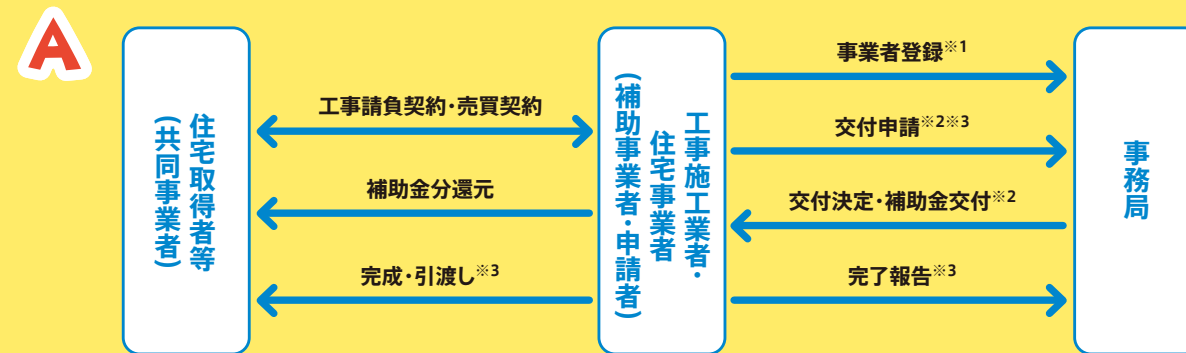 A
住宅取得者等
(共同事業者)
工事請負契約・売買契約
補助金分還元
完成・引渡し※3
工事施工業者・
住宅事業者
(補助事業者・申請者)
事業者登録※1
交付申請※2※3
交付決定・補助金交付※2
完了報告※3
事務局